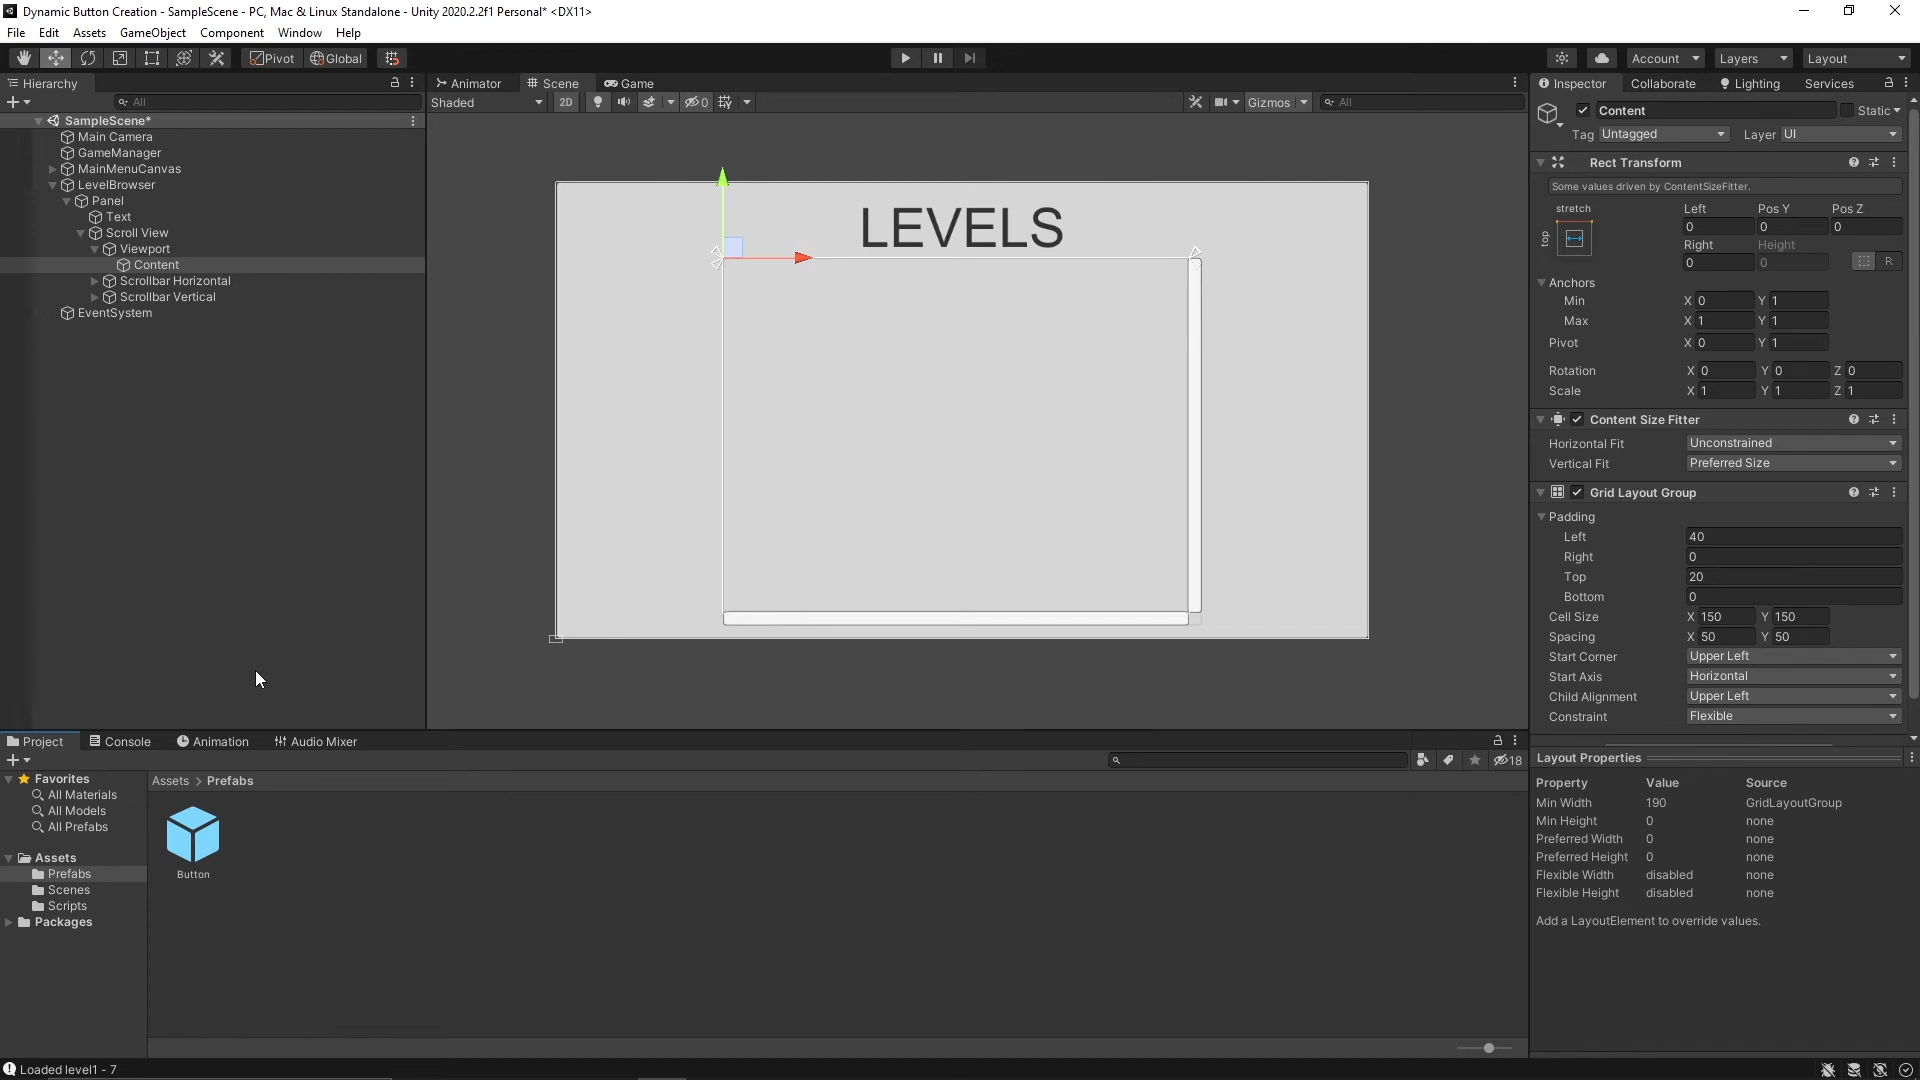 Dynamic Button Creation - SampleScene - PC, Mac & Linux Standalone - Unity 2020.2.2f1 Personal* <DX11>
File Edit Assets GameObject Component Window Help
Pivot Global Account Layers Layout
Hierarchy
All
SampleScene*
Main Camera
GameManager
MainMenuCanvas
LevelBrowser
Panel
Text
Scroll View
Viewport
Content
Scrollbar Horizontal
Scrollbar Vertical
EventSystem
Animator Scene Game
Shaded 2D 0 Gizmos All
LEVELS
Inspector Collaborate Lighting Services
Content Static
Tag Untagged Layer UI
Rect Transform
Some values driven by ContentSizeFitter.
stretch Left Pos Y Pos Z
top 0 0 0
Right Height
0 0 R
Anchors
Min X 0 Y 1
Max X 1 Y 1
Pivot X 0 Y 1
Rotation X 0 Y 0 Z 0
Scale X 1 Y 1 Z 1
Content Size Fitter
Horizontal Fit Unconstrained
Vertical Fit Preferred Size
Grid Layout Group
Padding
Left 40
Right 0
Top 20
Bottom 0
Cell Size X 150 Y 150
Spacing X 50 Y 50
Start Corner Upper Left
Start Axis Horizontal
Child Alignment Upper Left
Constraint Flexible
Layout Properties
Property Value Source
Min Width 190 GridLayoutGroup
Min Height 0 none
Preferred Width 0 none
Preferred Height 0 none
Flexible Width disabled none
Flexible Height disabled none
Add a LayoutElement to override values.
Project Console Animation Audio Mixer
18
Favorites
All Materials
All Models
All Prefabs
Assets
Prefabs
Scenes
Scripts
Packages
Assets > Prefabs
Button
Loaded level1 - 7